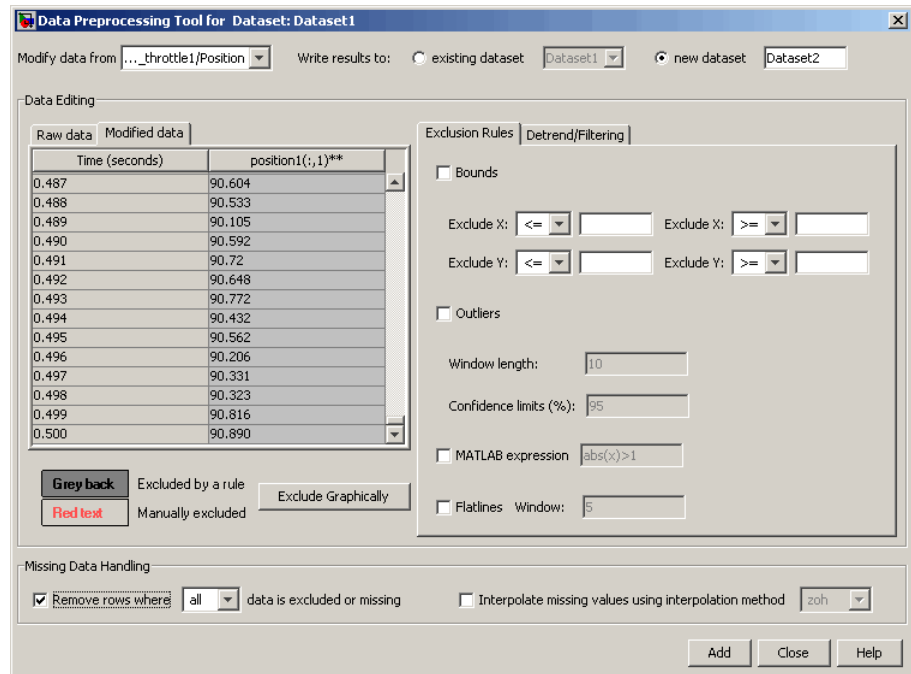 Data Preprocessing Tool for Dataset: Dataset1
Modify data from ..._throttle1/Position Write results to: existing dataset Dataset1 new dataset Dataset2
Data Editing
Raw data Modified data
Time (seconds) position1(:,1)**
0.487 90.604
0.488 90.533
0.489 90.105
0.490 90.592
0.491 90.72
0.492 90.648
0.493 90.772
0.494 90.432
0.495 90.562
0.496 90.206
0.497 90.331
0.498 90.323
0.499 90.816
0.500 90.890
Grey back Excluded by a rule
Red text Manually excluded
Exclude Graphically
Exclusion Rules Detrend/Filtering
Bounds
Exclude X: <= Exclude X: >=
Exclude Y: <= Exclude Y: >=
Outliers
Window length: 10
Confidence limits (%): 95
MATLAB expression abs(x)>1
Flatlines Window: 5
Missing Data Handling
Remove rows where all data is excluded or missing Interpolate missing values using interpolation method zoh
Add Close Help